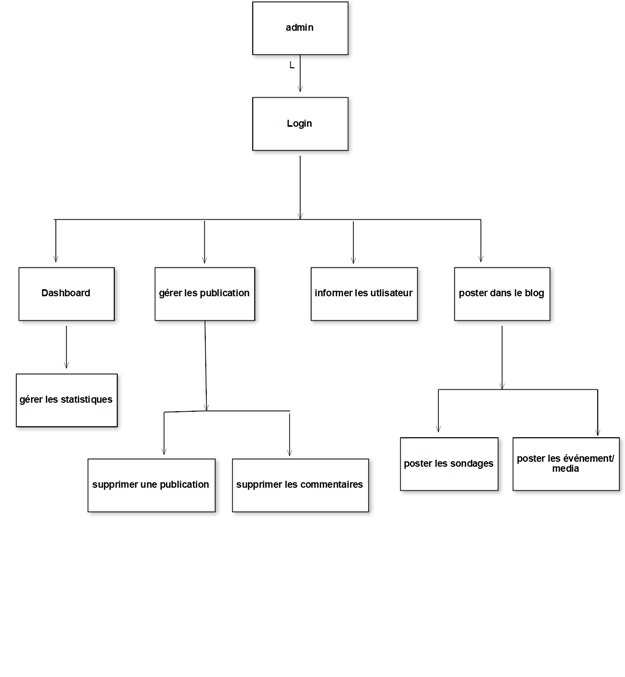 admin
L
Login
Dashboard
gérer les publication
informer les utlisateur
poster dans le blog
gérer les statistiques
supprimer une publication
supprimer les commentaires
poster les sondages
poster les événement/
media